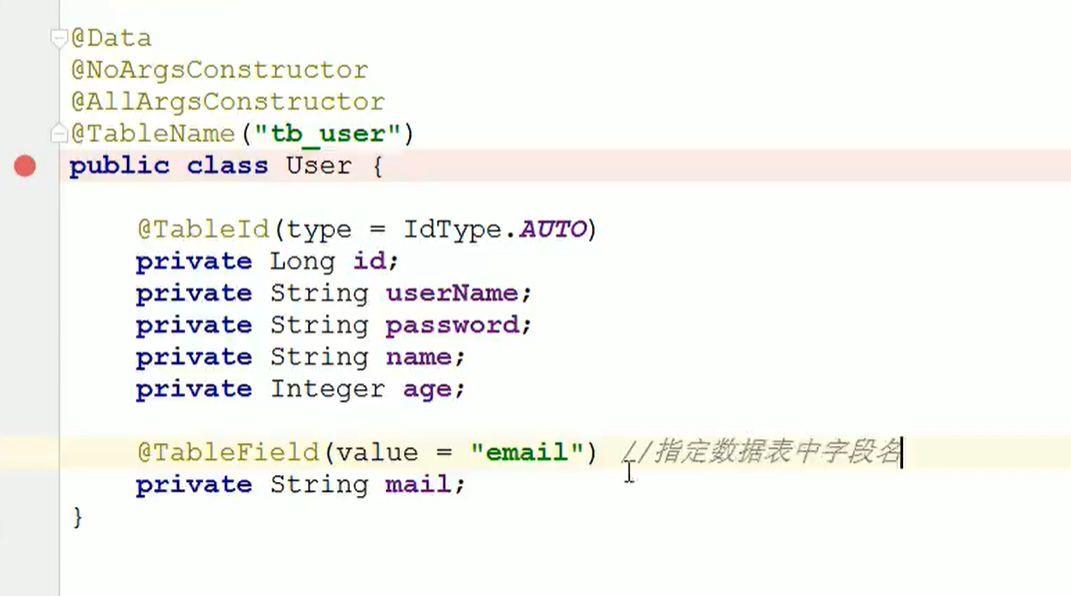 @Data
@NoArgsConstructor
@AllArgsConstructor
@TableName("tb_user")
public class User {
@TableId(type = IdType.AUTO)
private Long id;
private String userName;
private String password;
private String name;
private Integer age;
@TableField(value = "email") //指定数据表中字段名
private String mail;
}